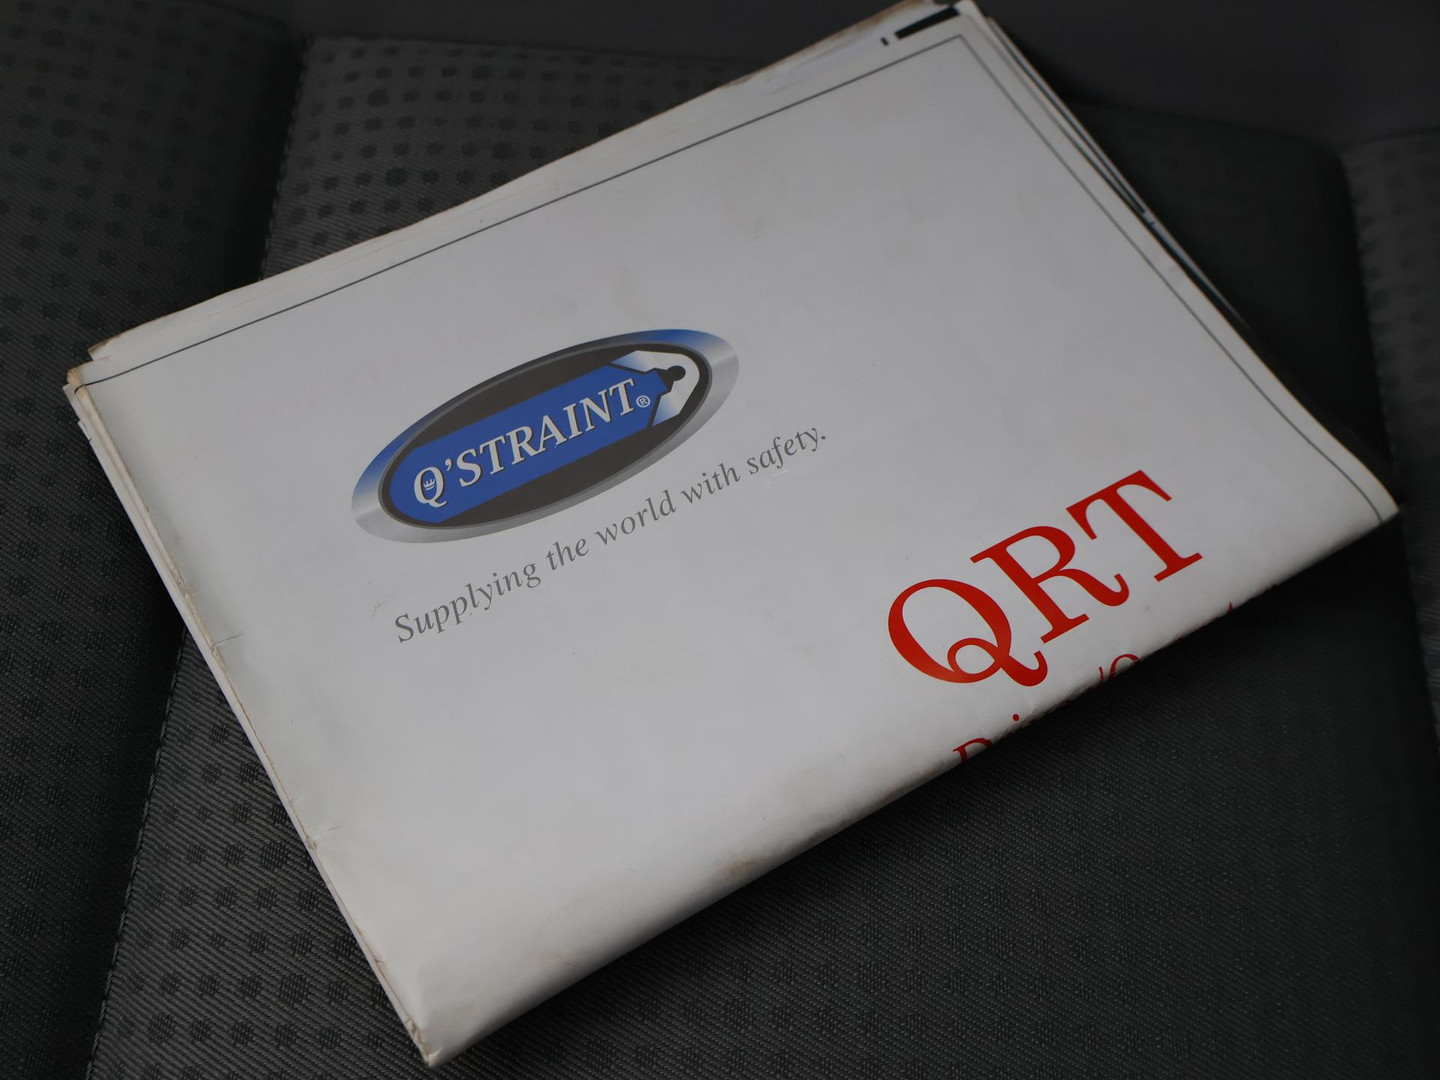 Q'STRAINT®
Supplying the world with safety.
QRT